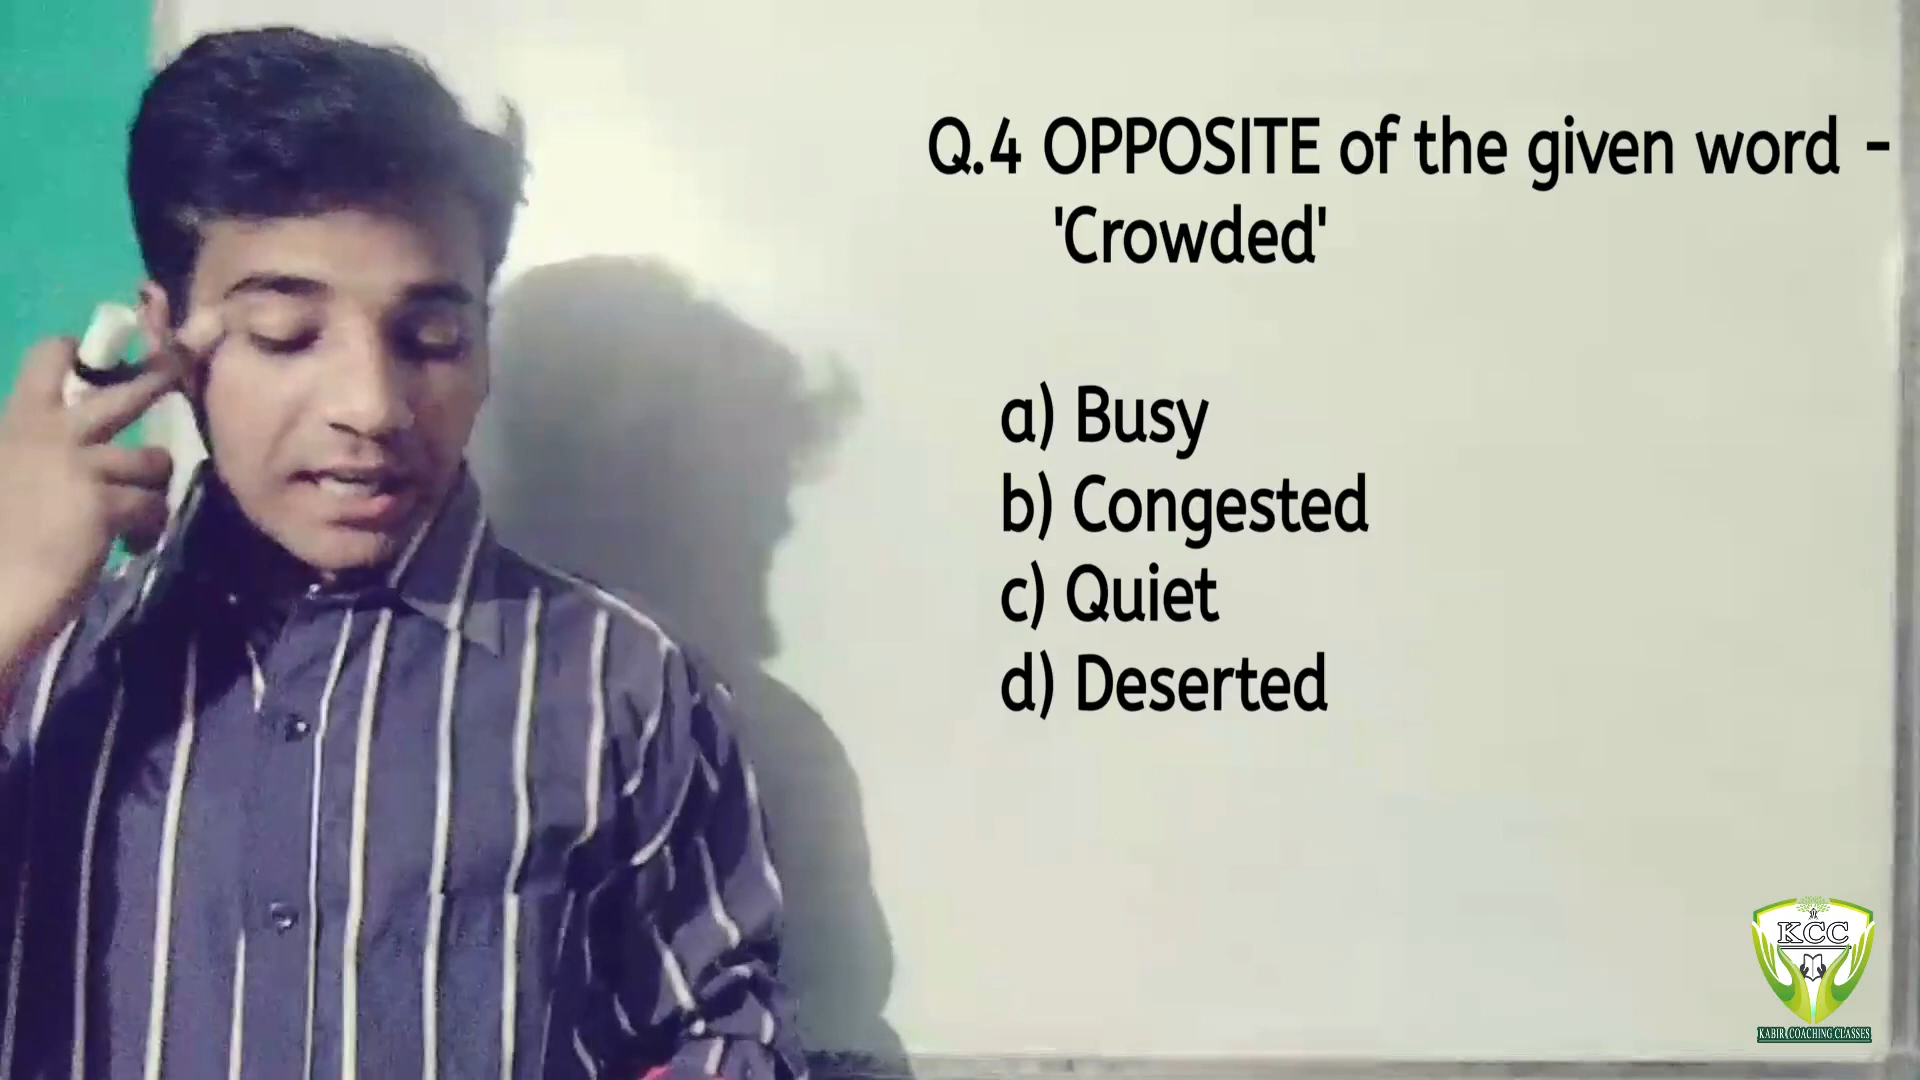 Q.4 OPPOSITE of the given word -
'Crowded'
a) Busy
b) Congested
c) Quiet
d) Deserted
KCC
KABIR COACHING CLASSES